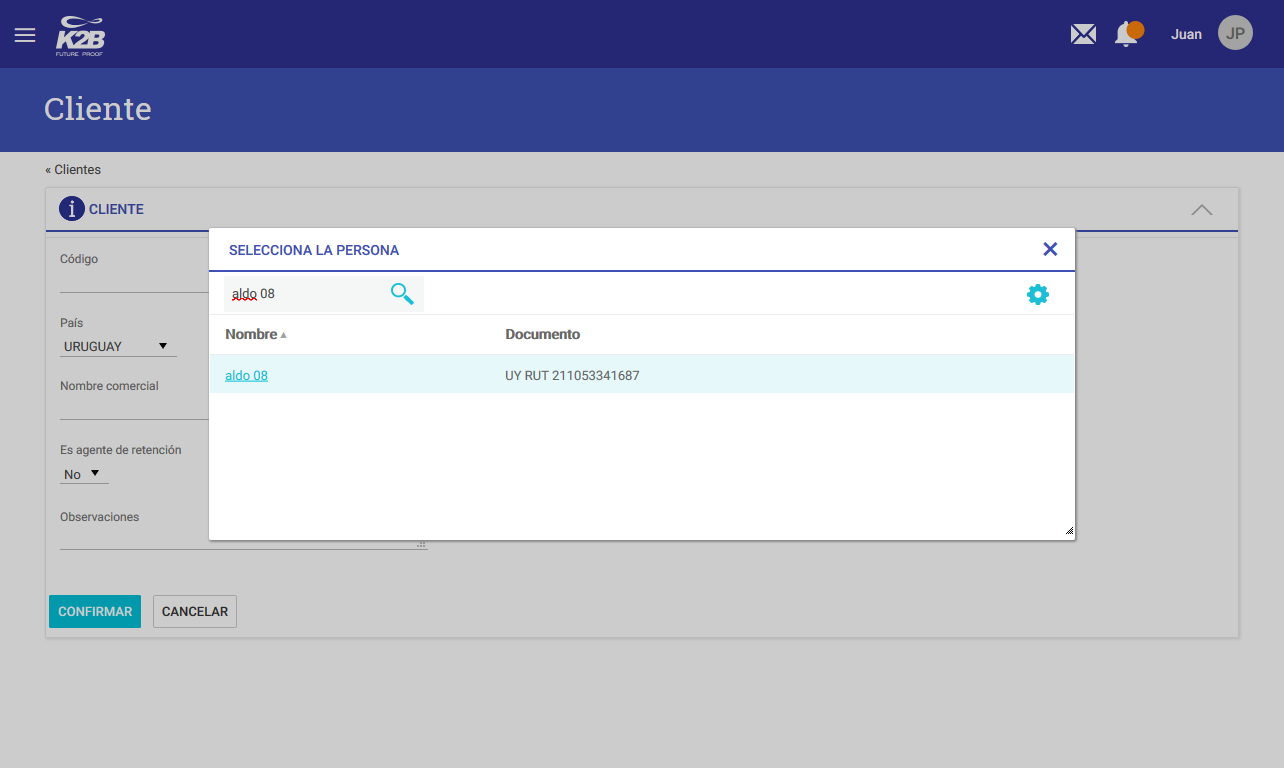 K2B
FUTURE PROOF
Juan
JP
Cliente
« Clientes
i CLIENTE
Código
País
URUGUAY
Nombre comercial
Es agente de retención
No
Observaciones
CONFIRMAR
CANCELAR
SELECCIONA LA PERSONA
aldo 08
Nombre
Documento
aldo 08
UY RUT 211053341687